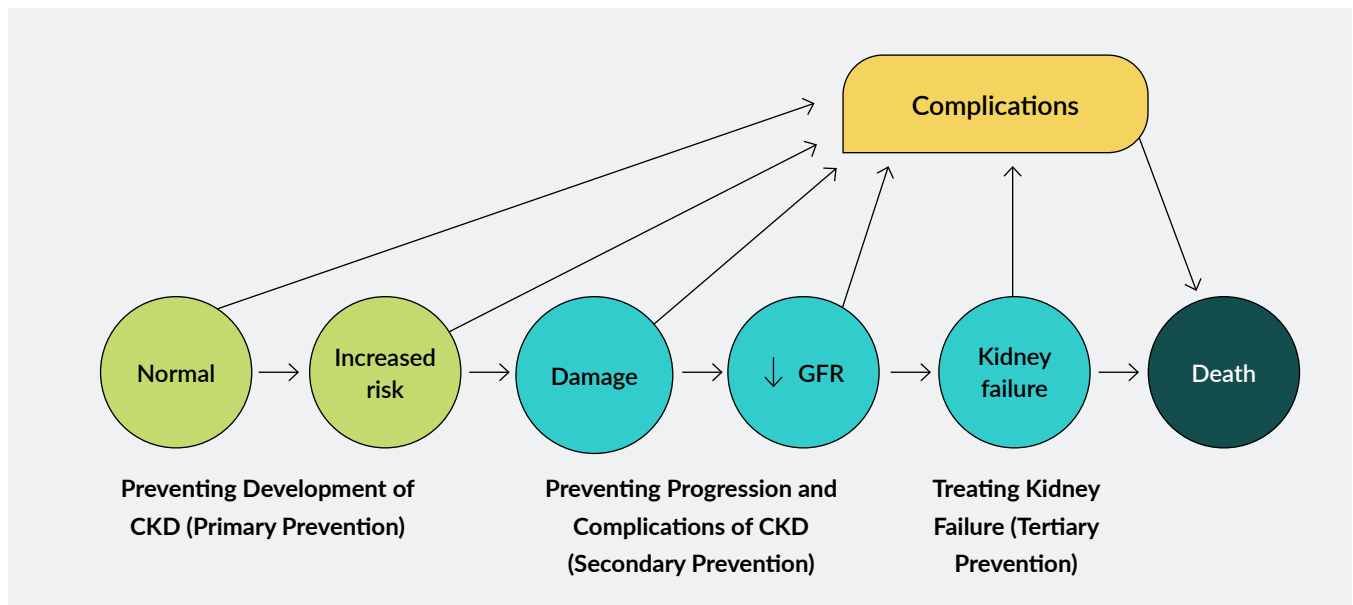 Complications
Normal
Increased
risk
Damage
↓ GFR
Kidney
failure
Death
Preventing Development of
CKD (Primary Prevention)
Preventing Progression and
Complications of CKD
(Secondary Prevention)
Treating Kidney
Failure (Tertiary
Prevention)